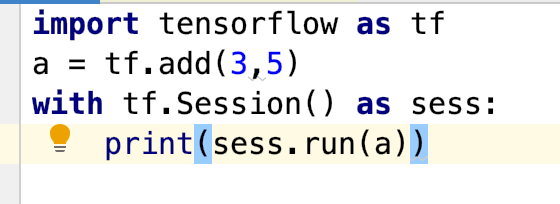 import tensorflow as tf
a = tf.add(3,5)
with tf.Session() as sess:
    print(sess.run(a))